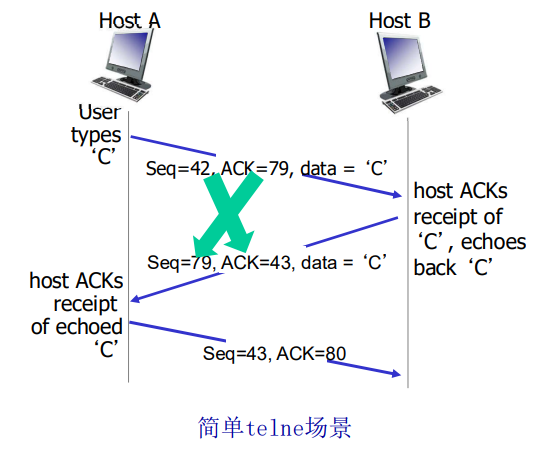 Host A
Host B
User
types
‘C’
Seq=42, ACK=79, data = ‘C’
host ACKs
receipt of
‘C’, echoes
back ‘C’
Seq=79, ACK=43, data = ‘C’
host ACKs
receipt
of echoed
‘C’
Seq=43, ACK=80
简单telne场景